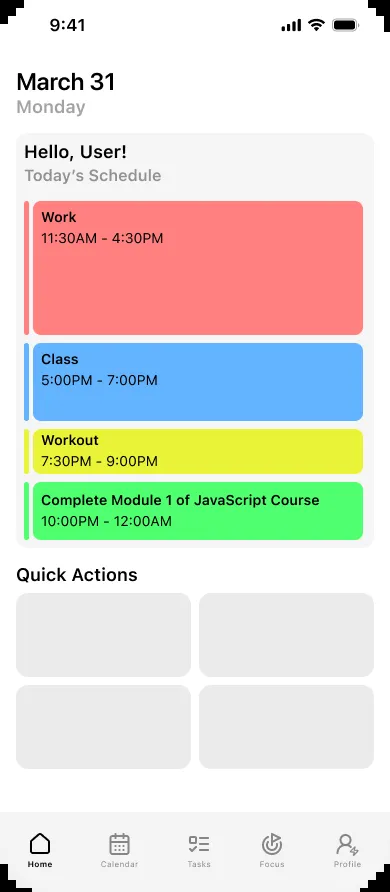 9:41
March 31
Monday
Hello, User!
Today's Schedule
Work
11:30AM - 4:30PM
Class
5:00PM - 7:00PM
Workout
7:30PM - 9:00PM
Complete Module 1 of JavaScript Course
10:00PM - 12:00AM
Quick Actions
Home
Calendar
Tasks
Focus
Profile